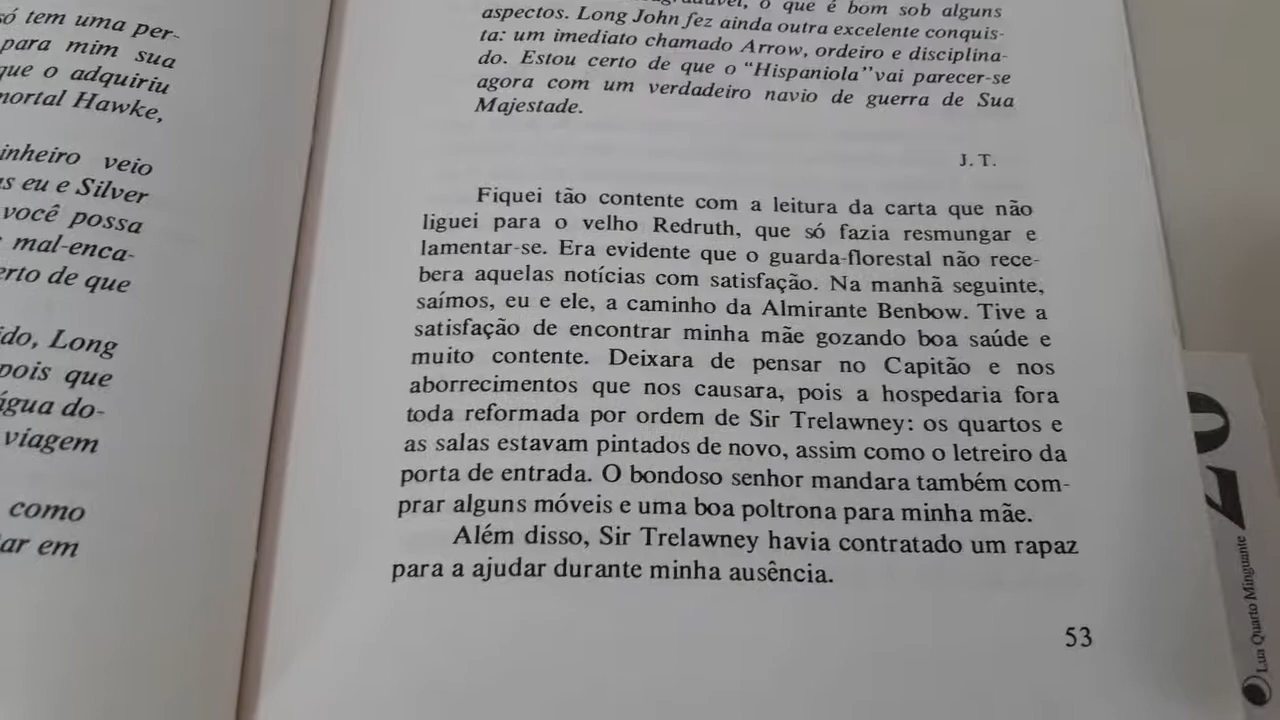 só tem uma per-
para mim sua
que o adquiriu
mortal Hawke,
inheiro veio
as eu e Silver
você possa
mal-enca-
erto de que
ido, Long
pois que
água do-
viagem
como
ar em
o que é bom sob alguns
aspectos. Long John fez ainda outra excelente conquis-
ta: um imediato chamado Arrow, ordeiro e disciplina-
do. Estou certo de que o "Hispaniola" vai parecer-se
agora com um verdadeiro navio de guerra de Sua
Majestade.
J. T.
Fiquei tão contente com a leitura da carta que não
liguei para o velho Redruth, que só fazia resmungar e
lamentar-se. Era evidente que o guarda-florestal não rece-
bera aquelas notícias com satisfação. Na manhã seguinte,
saímos, eu e ele, a caminho da Almirante Benbow. Tive a
satisfação de encontrar minha mãe gozando boa saúde e
muito contente. Deixara de pensar no Capitão e nos
aborrecimentos que nos causara, pois a hospedaria fora
toda reformada por ordem de Sir Trelawney: os quartos e
as salas estavam pintados de novo, assim como o letreiro da
porta de entrada. O bondoso senhor mandara também com-
prar alguns móveis e uma boa poltrona para minha mãe.
Além disso, Sir Trelawney havia contratado um rapaz
para a ajudar durante minha ausência.
53
Lua Quarto Minguante